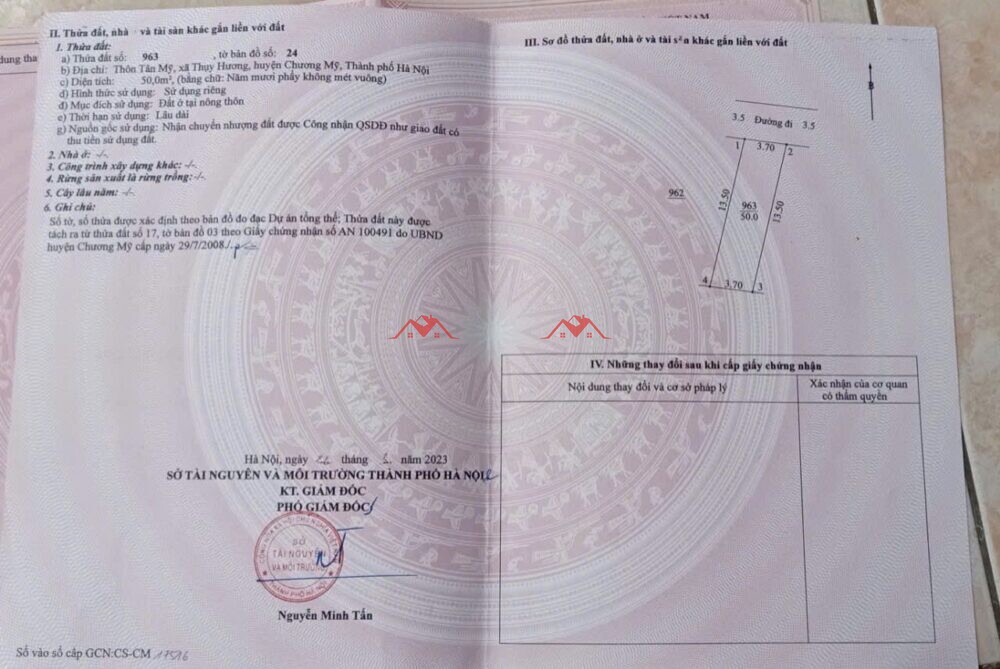 II. Thửa đất, nhà ở và tài sản khác gắn liền với đất
1. Thửa đất:
a) Thửa đất số: 963 , tờ bản đồ số: 24
b) Địa chỉ: Thôn Tân Mỹ, xã Thụy Hương, huyện Chương Mỹ, Thành phố Hà Nội
c) Diện tích: 50,0m², (bằng chữ: Năm mươi phẩy không mét vuông)
d) Hình thức sử dụng: Sử dụng riêng
đ) Mục đích sử dụng: Đất ở tại nông thôn
e) Thời hạn sử dụng: Lâu dài
g) Nguồn gốc sử dụng: Nhận chuyển nhượng đất được Công nhận QSDĐ như giao đất có
thu tiền sử dụng đất.
2. Nhà ở: -/-
3. Công trình xây dựng khác: -/-
4. Rừng sản xuất là rừng trồng: -/-
5. Cây lâu năm: -/-
6. Ghi chú:
Số tờ, số thửa được xác định theo bản đồ đo đạc Dự án tổng thể; Thửa đất này được
tách ra từ thửa đất số 17, tờ bản đồ 03 theo Giấy chứng nhận số AN 100491 do UBND
huyện Chương Mỹ cấp ngày 29/7/2008
Hà Nội, ngày tháng năm 2023
SỞ TÀI NGUYÊN VÀ MÔI TRƯỜNG THÀNH PHỐ HÀ NỘI
KT. GIÁM ĐỐC
PHÓ GIÁM ĐỐC
SỞ
TÀI NGUYÊN
VÀ MÔI TRƯỜNG
THÀNH PHỐ HÀ NỘI
Nguyễn Minh Tấn
Số vào sổ cấp GCN:CS-CM 17516
III. Sơ đồ thửa đất, nhà ở và tài sản khác gắn liền với đất
B
3.5 Đường đi 3.5
1 3.70 2
962
13.50
963
50.0
13.50
4 3.70 3
IV. Những thay đổi sau khi cấp giấy chứng nhận
Nội dung thay đổi và cơ sở pháp lý
Xác nhận của cơ quan
có thẩm quyền